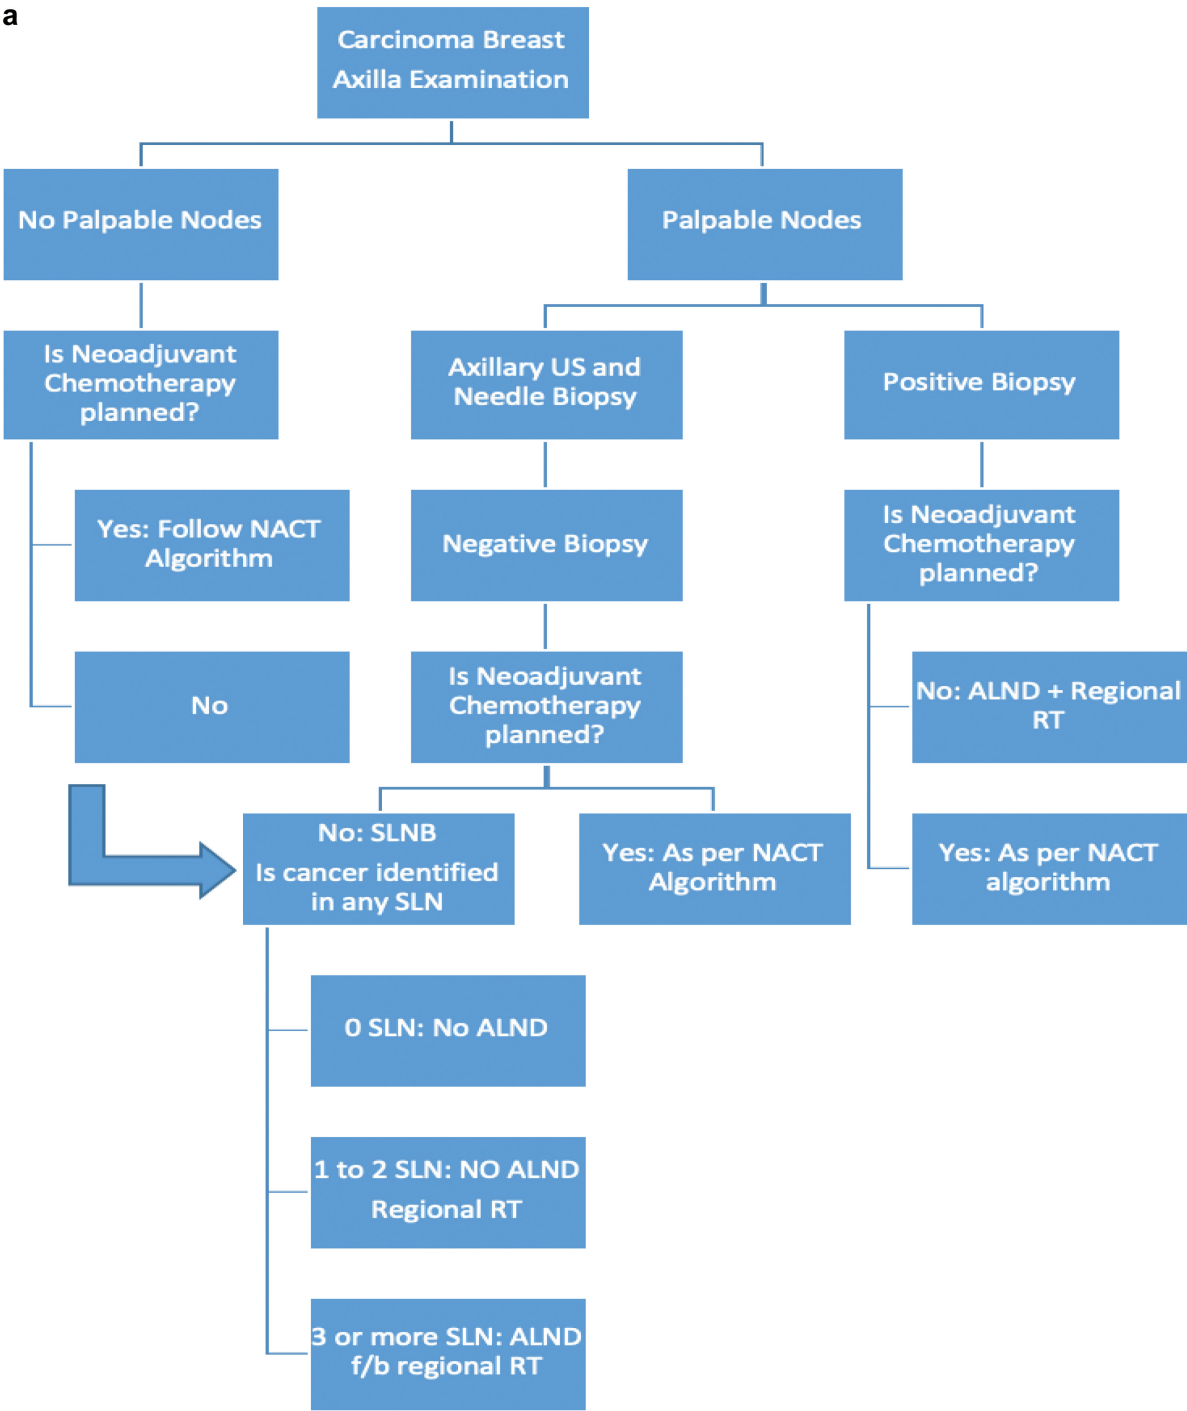 a
Carcinoma Breast
Axilla Examination
No Palpable Nodes
Palpable Nodes
Is Neoadjuvant
Chemotherapy
planned?
Axillary US and
Needle Biopsy
Positive Biopsy
Yes: Follow NACT
Algorithm
Negative Biopsy
Is Neoadjuvant
Chemotherapy
planned?
No
Is Neoadjuvant
Chemotherapy
planned?
No: ALND + Regional
RT
No: SLNB
Is cancer identified
in any SLN
Yes: As per NACT
Algorithm
Yes: As per NACT
algorithm
0 SLN: No ALND
1 to 2 SLN: NO ALND
Regional RT
3 or more SLN: ALND
f/b regional RT